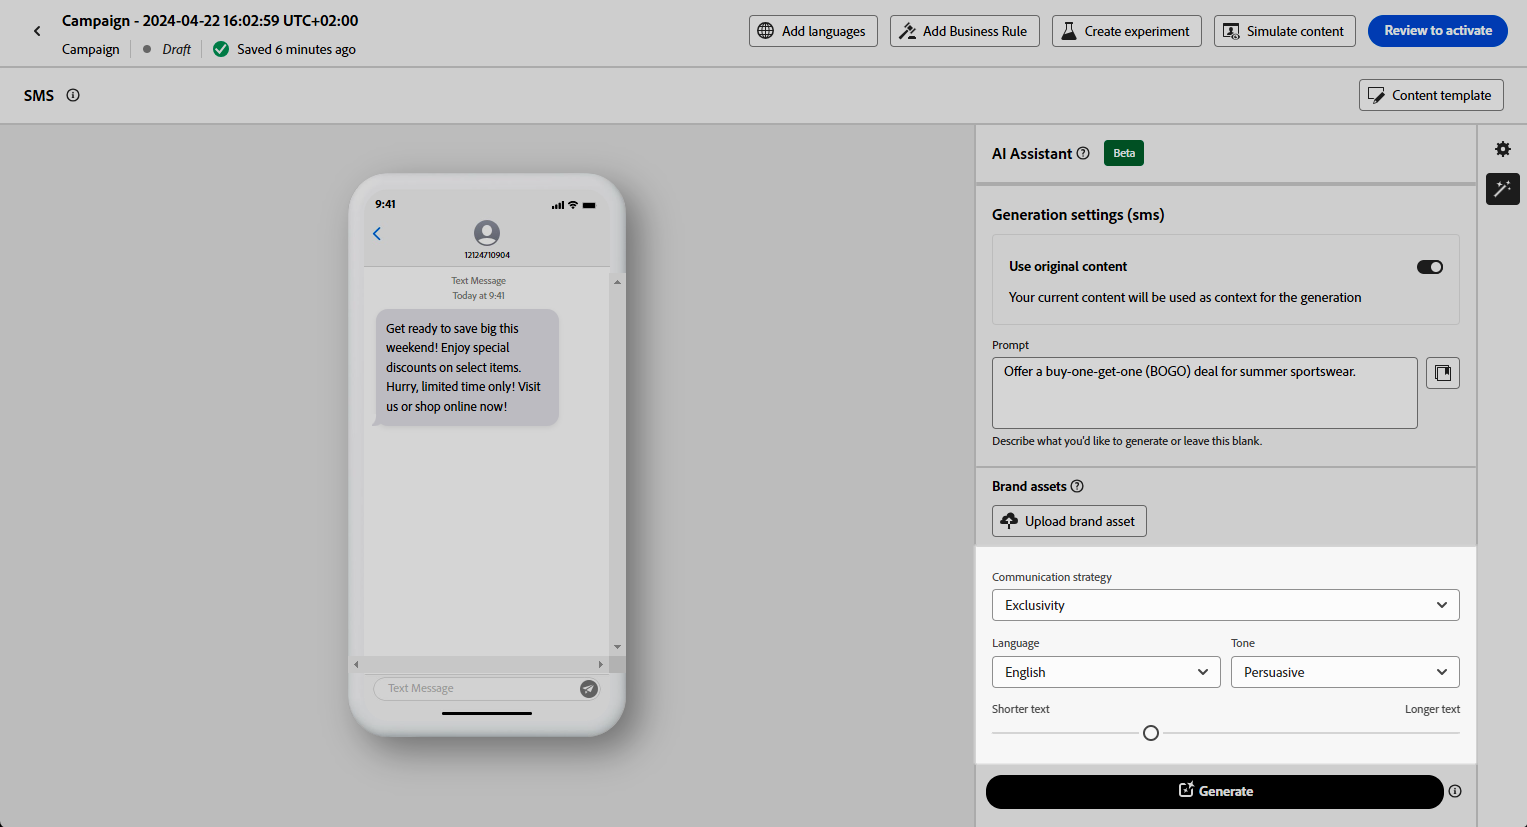 Campaign - 2024-04-22 16:02:59 UTC+02:00
Campaign
Draft
Saved 6 minutes ago
Add languages
Add Business Rule
Create experiment
Simulate content
Review to activate
SMS
Content template
9:41
12124710904
Text Message
Today at 9:41
Get ready to save big this
weekend! Enjoy special
discounts on select items.
Hurry, limited time only! Visit
us or shop online now!
Text Message
AI Assistant
Beta
Generation settings (sms)
Use original content
Your current content will be used as context for the generation
Prompt
Offer a buy-one-get-one (BOGO) deal for summer sportswear.
Describe what you'd like to generate or leave this blank.
Brand assets
Upload brand asset
Communication strategy
Exclusivity
Language
Tone
English
Persuasive
Shorter text
Longer text
Generate